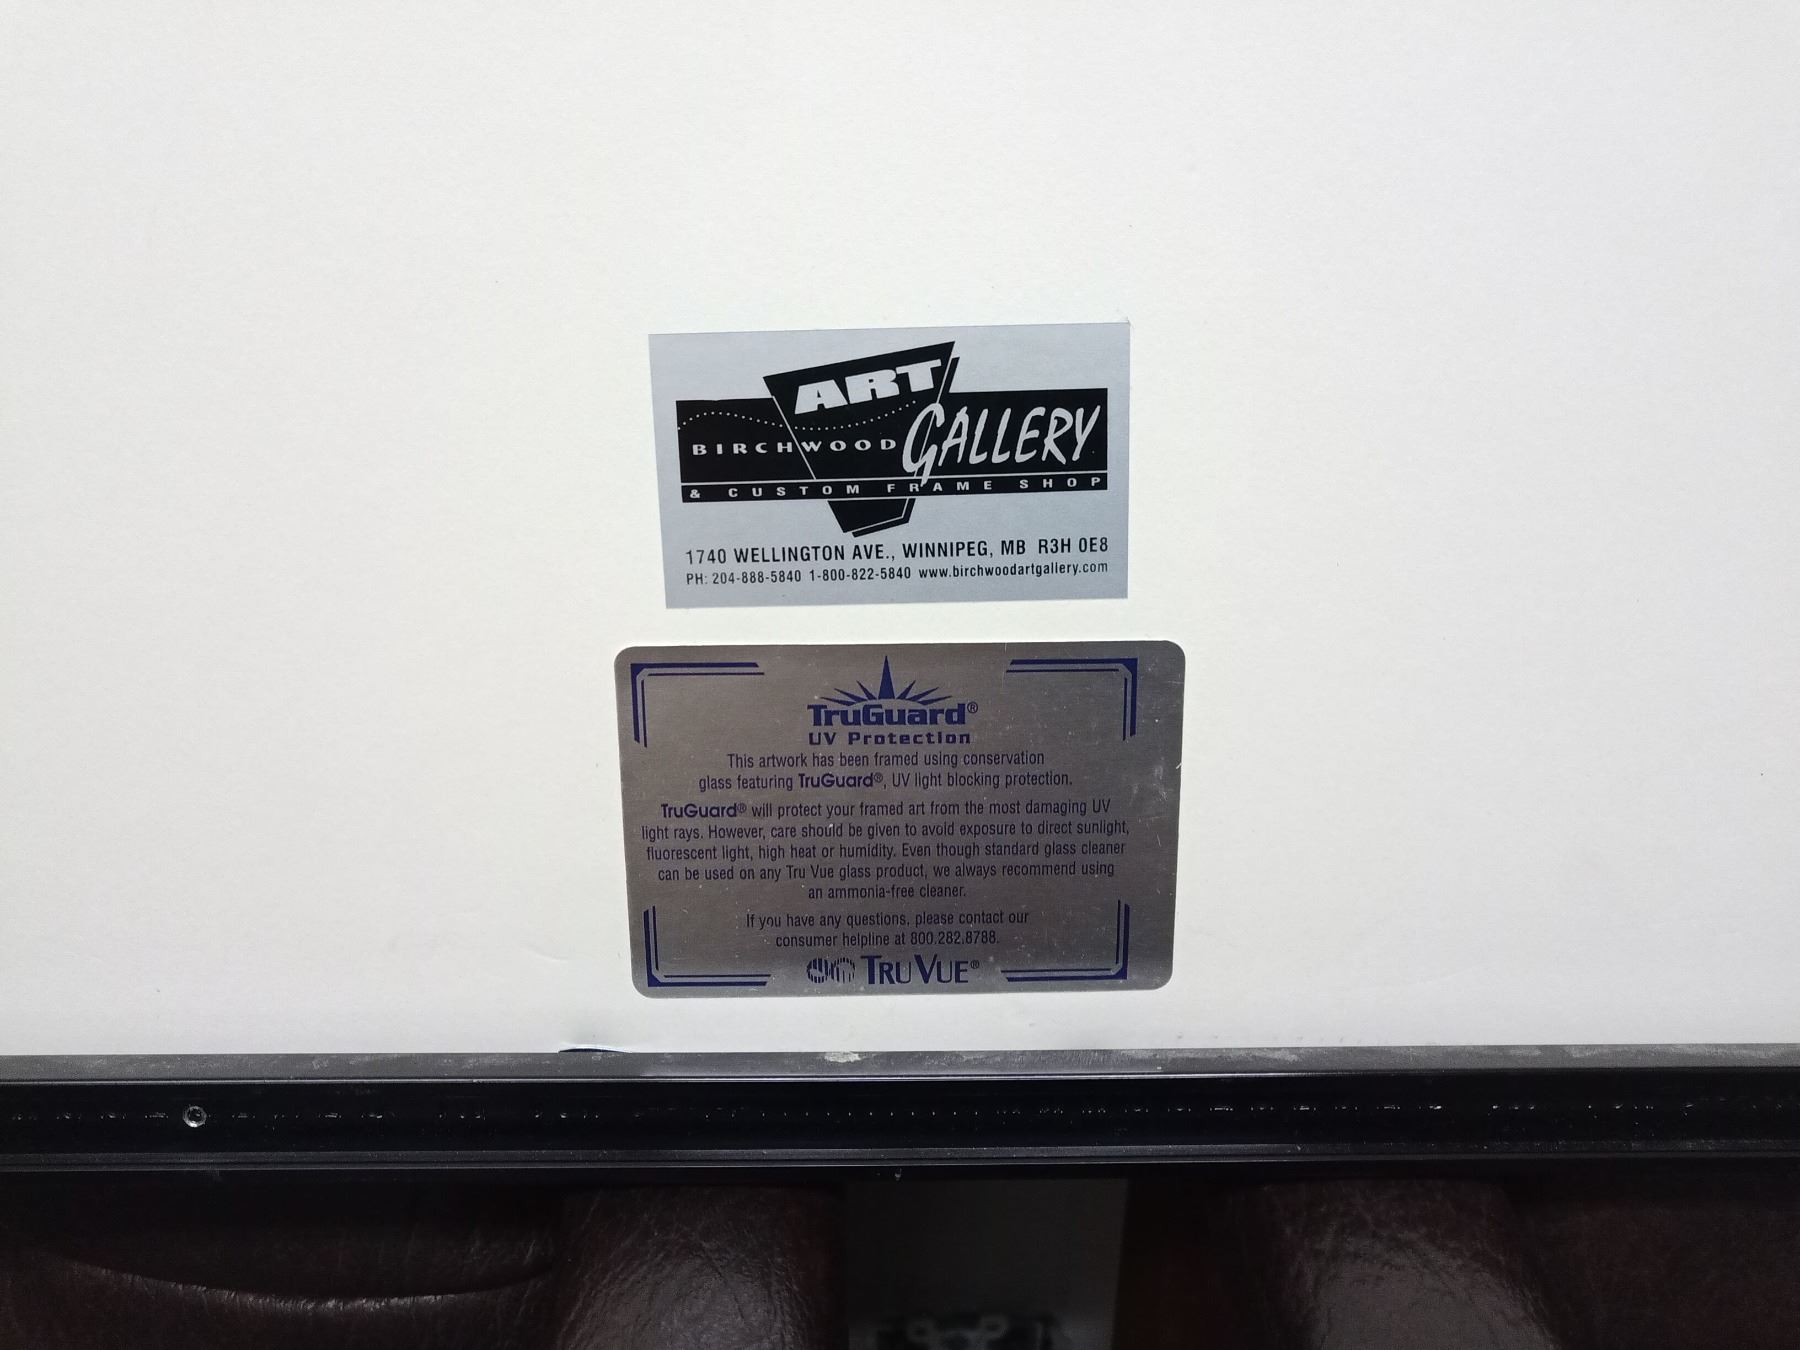 ART
BIRCHWOOD GALLERY
& CUSTOM FRAME SHOP
1740 WELLINGTON AVE., WINNIPEG, MB R3H 0E8
PH: 204-888-5840 1-800-822-5840 www.birchwoodartgallery.com
TruGuard®
UV Protection
This artwork has been framed using conservation
glass featuring TruGuard®, UV light blocking protection.
TruGuard® will protect your framed art from the most damaging UV
light rays. However, care should be given to avoid exposure to direct sunlight,
fluorescent light, high heat or humidity. Even though standard glass cleaner
can be used on any Tru Vue glass product, we always recommend using
an ammonia-free cleaner.
If you have any questions, please contact our
consumer helpline at 800.282.8788.
TRU VUE®